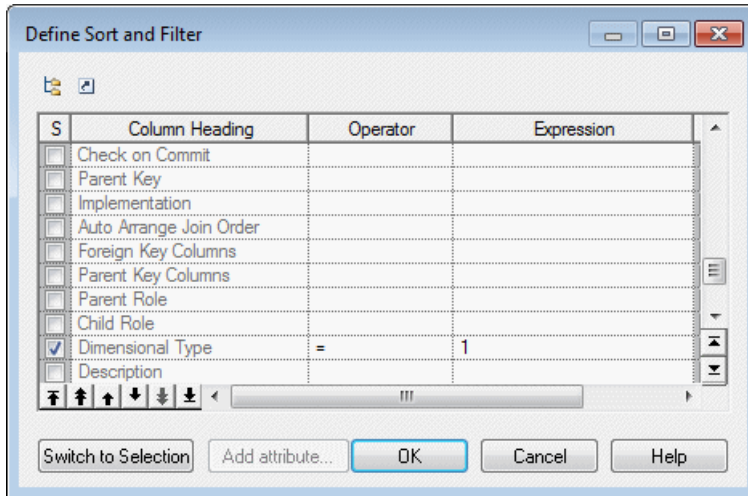 Define Sort and Filter
S Column Heading Operator Expression
Check on Commit
Parent Key
Implementation
Auto Arrange Join Order
Foreign Key Columns
Parent Key Columns
Parent Role
Child Role
Dimensional Type = 1
Description
Switch to Selection Add attribute... OK Cancel Help